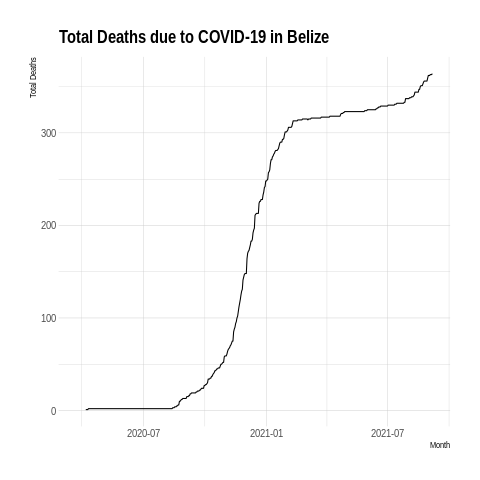 Total Deaths due to COVID-19 in Belize
Total Deaths
300
200
100
0
2020-07
2021-01
2021-07
Month